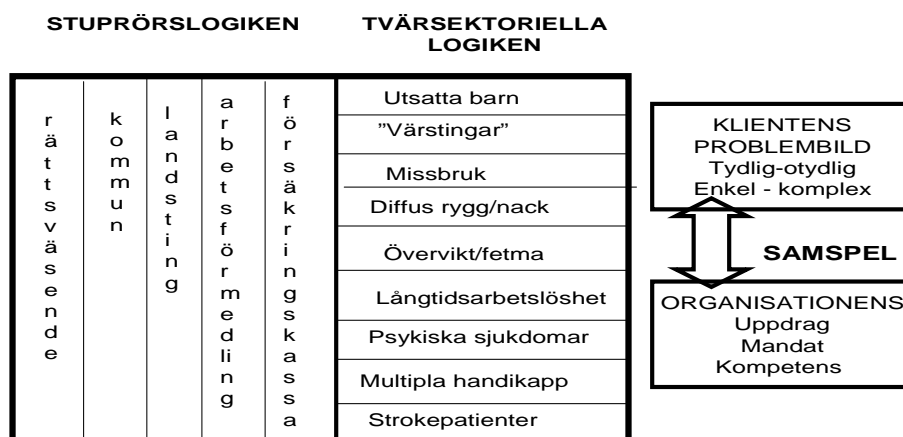 STUPRÖRSLOGIKEN
TVÄRSEKTORIELLA
LOGIKEN
rättsväsende
kommun
landsting
arbetsförmedling
försäkringskassa
Utsatta barn
”Värstingar”
Missbruk
Diffus rygg/nack
Övervikt/fetma
Långtidsarbetslöshet
Psykiska sjukdomar
Multipla handikapp
Strokepatienter
KLIENTENS
PROBLEMBILD
Tydlig-otydlig
Enkel - komplex
SAMSPEL
ORGANISATIONENS
Uppdrag
Mandat
Kompetens